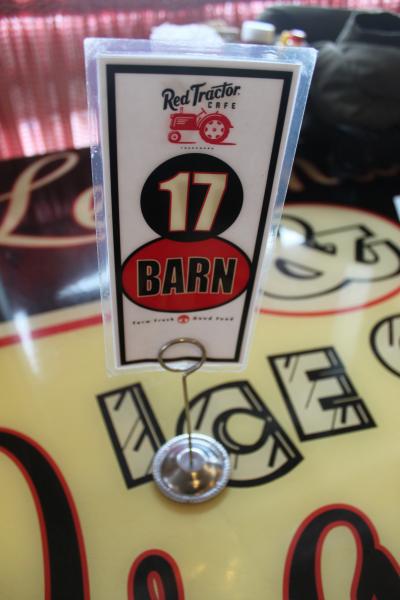 Red Tractor
CAFE
17
BARN
Farm Fresh Good Food
&
ICE